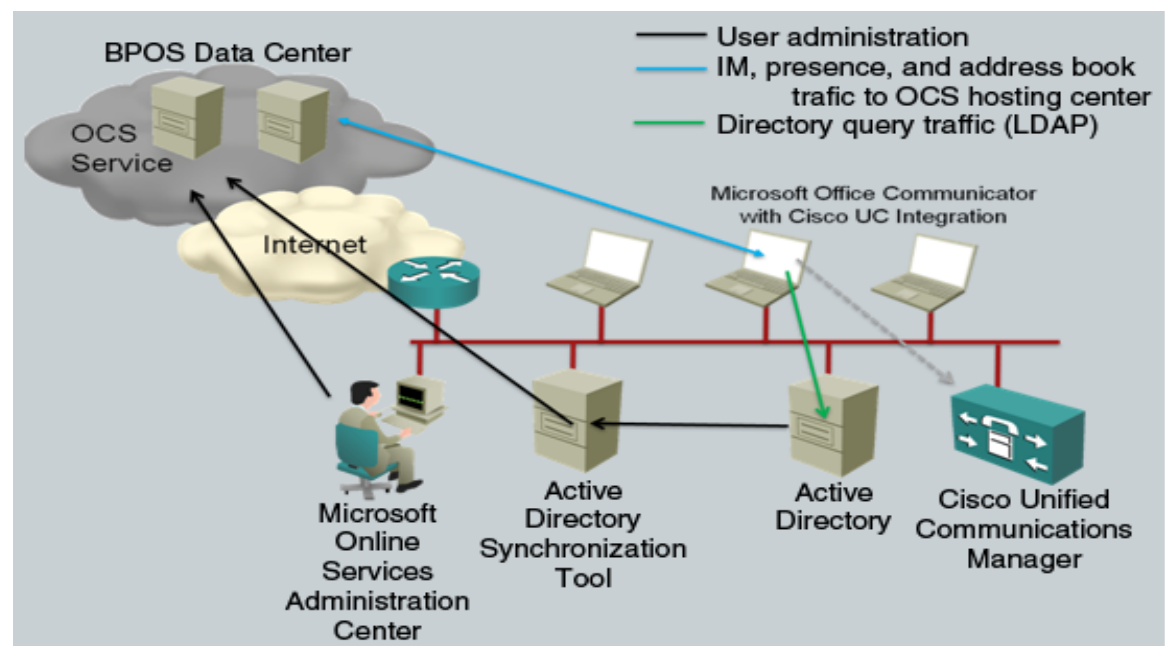 BPOS Data Center
OCS
Service
Internet
User administration
IM, presence, and address book
trafic to OCS hosting center
Directory query traffic (LDAP)
Microsoft Office Communicator
with Cisco UC Integration
Microsoft
Online
Services
Administration
Center
Active
Directory
Synchronization
Tool
Active
Directory
Cisco Unified
Communications
Manager